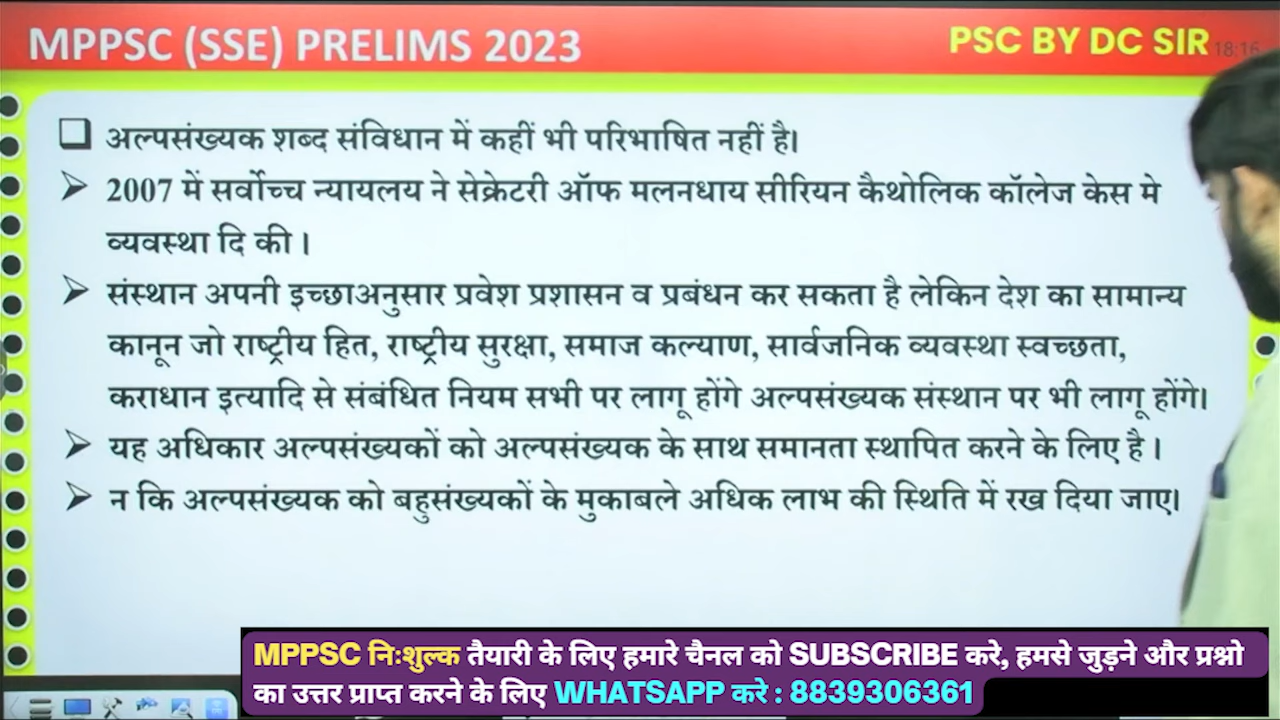 MPPSC (SSE) PRELIMS 2023
PSC BY DC SIR
18:16
अल्पसंख्यक शब्द संविधान में कहीं भी परिभाषित नहीं है।
2007 में सर्वोच्च न्यायलय ने सेक्रेटरी ऑफ मलनधाय सीरियन कैथोलिक कॉलेज केस मे
व्यवस्था दि की ।
संस्थान अपनी इच्छाअनुसार प्रवेश प्रशासन व प्रबंधन कर सकता है लेकिन देश का सामान्य
कानून जो राष्ट्रीय हित, राष्ट्रीय सुरक्षा, समाज कल्याण, सार्वजनिक व्यवस्था स्वच्छता,
कराधान इत्यादि से संबंधित नियम सभी पर लागू होंगे अल्पसंख्यक संस्थान पर भी लागू होंगे।
यह अधिकार अल्पसंख्यकों को अल्पसंख्यक के साथ समानता स्थापित करने के लिए है ।
न कि अल्पसंख्यक को बहुसंख्यकों के मुकाबले अधिक लाभ की स्थिति में रख दिया जाए।
MPPSC निःशुल्क तैयारी के लिए हमारे चैनल को SUBSCRIBE करे, हमसे जुड़ने और प्रश्नो
का उत्तर प्राप्त करने के लिए WHATSAPP करे : 8839306361